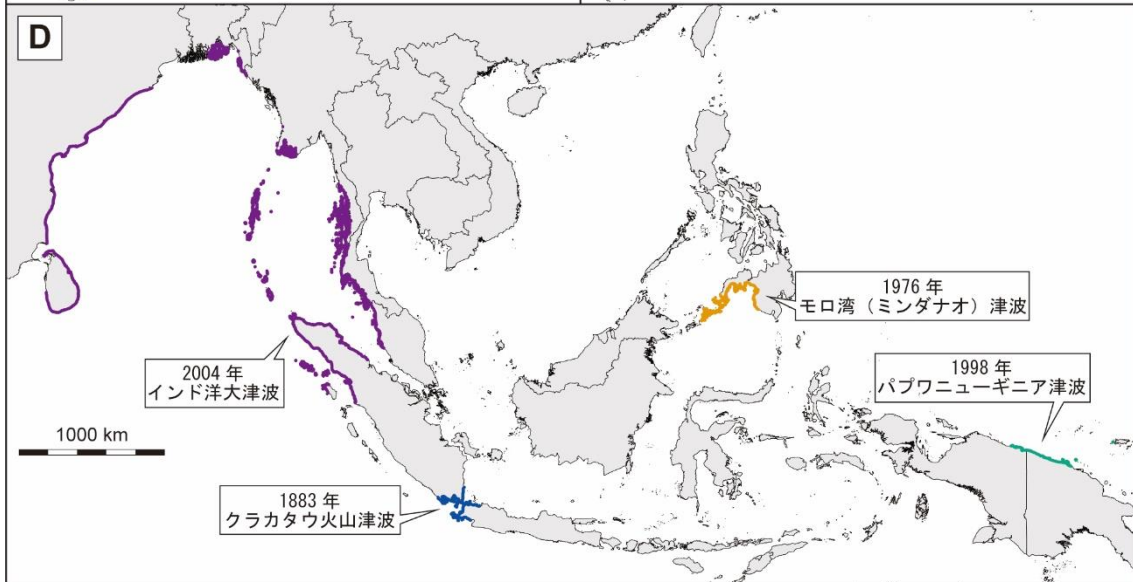 D
1976 年
モロ湾（ミンダナオ）津波
2004 年
インド洋大津波
1998 年
パプワニューギニア津波
1000 km
1883 年
クラカタウ火山津波